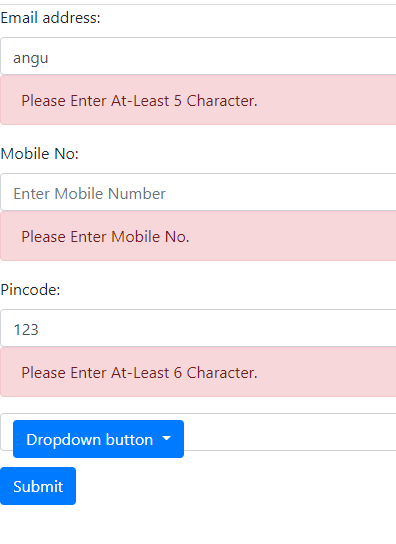 Email address:
angu
Please Enter At-Least 5 Character.
Mobile No:
Enter Mobile Number
Please Enter Mobile No.
Pincode:
123
Please Enter At-Least 6 Character.
Dropdown button
Submit